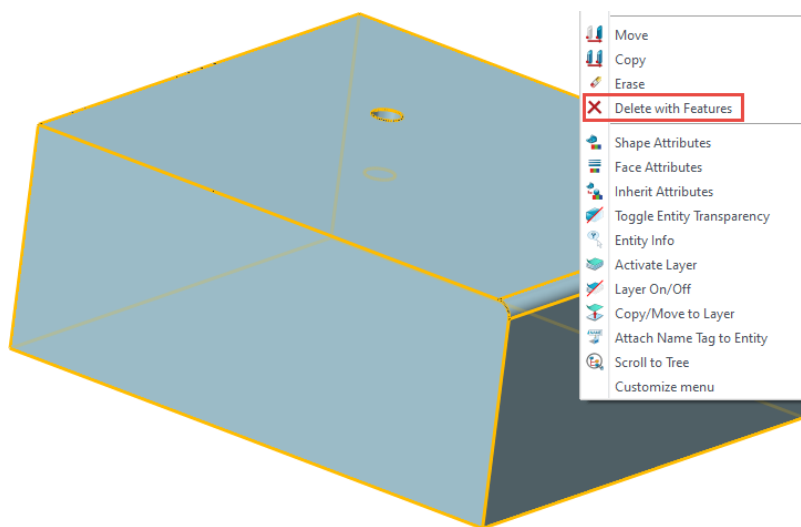 Move
Copy
Erase
Delete with Features
Shape Attributes
Face Attributes
Inherit Attributes
Toggle Entity Transparency
Entity Info
Activate Layer
Layer On/Off
Copy/Move to Layer
Attach Name Tag to Entity
Scroll to Tree
Customize menu